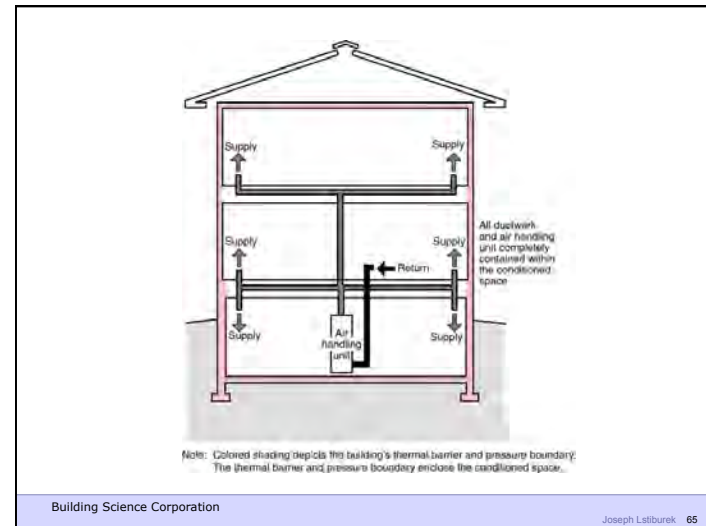 Supply
Supply
Supply
Supply
Return
All ductwork
and air handling
unit completely
contained within
the conditioned
space
Supply
Air
handling
unit
Supply
Note: Colored shading depicts the building's thermal barrier and pressure boundary.
The thermal barrier and pressure boundary enclose the conditioned space.
Building Science Corporation
Joseph Lstiburek 65